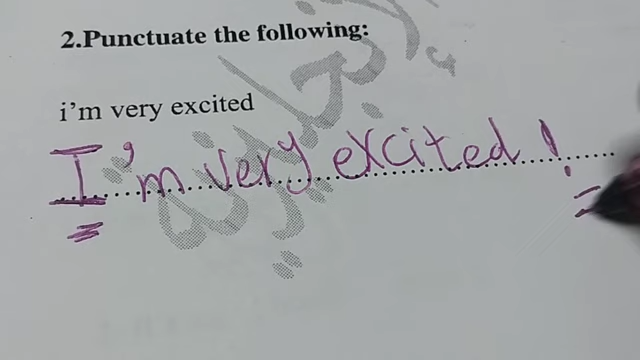 2.Punctuate the following:
i'm very excited
I'm very excited!